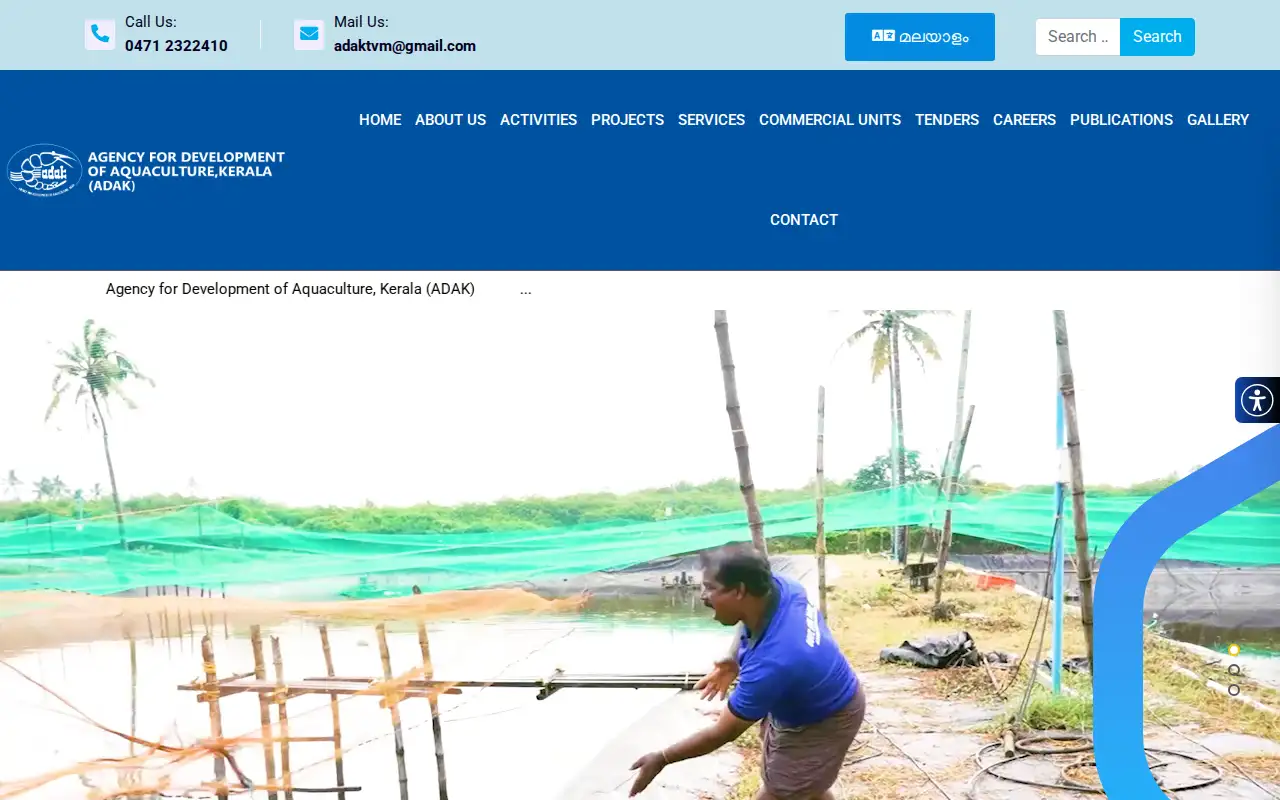 Call Us:
0471 2322410
Mail Us:
adaktvm@gmail.com
മലയാളം
Search ..
Search
HOME ABOUT US ACTIVITIES PROJECTS SERVICES COMMERCIAL UNITS TENDERS CAREERS PUBLICATIONS GALLERY
CONTACT
adak
AGENCY FOR DEVELOPMENT
OF AQUACULTURE,KERALA
(ADAK)
Agency for Development of Aquaculture, Kerala (ADAK) ...